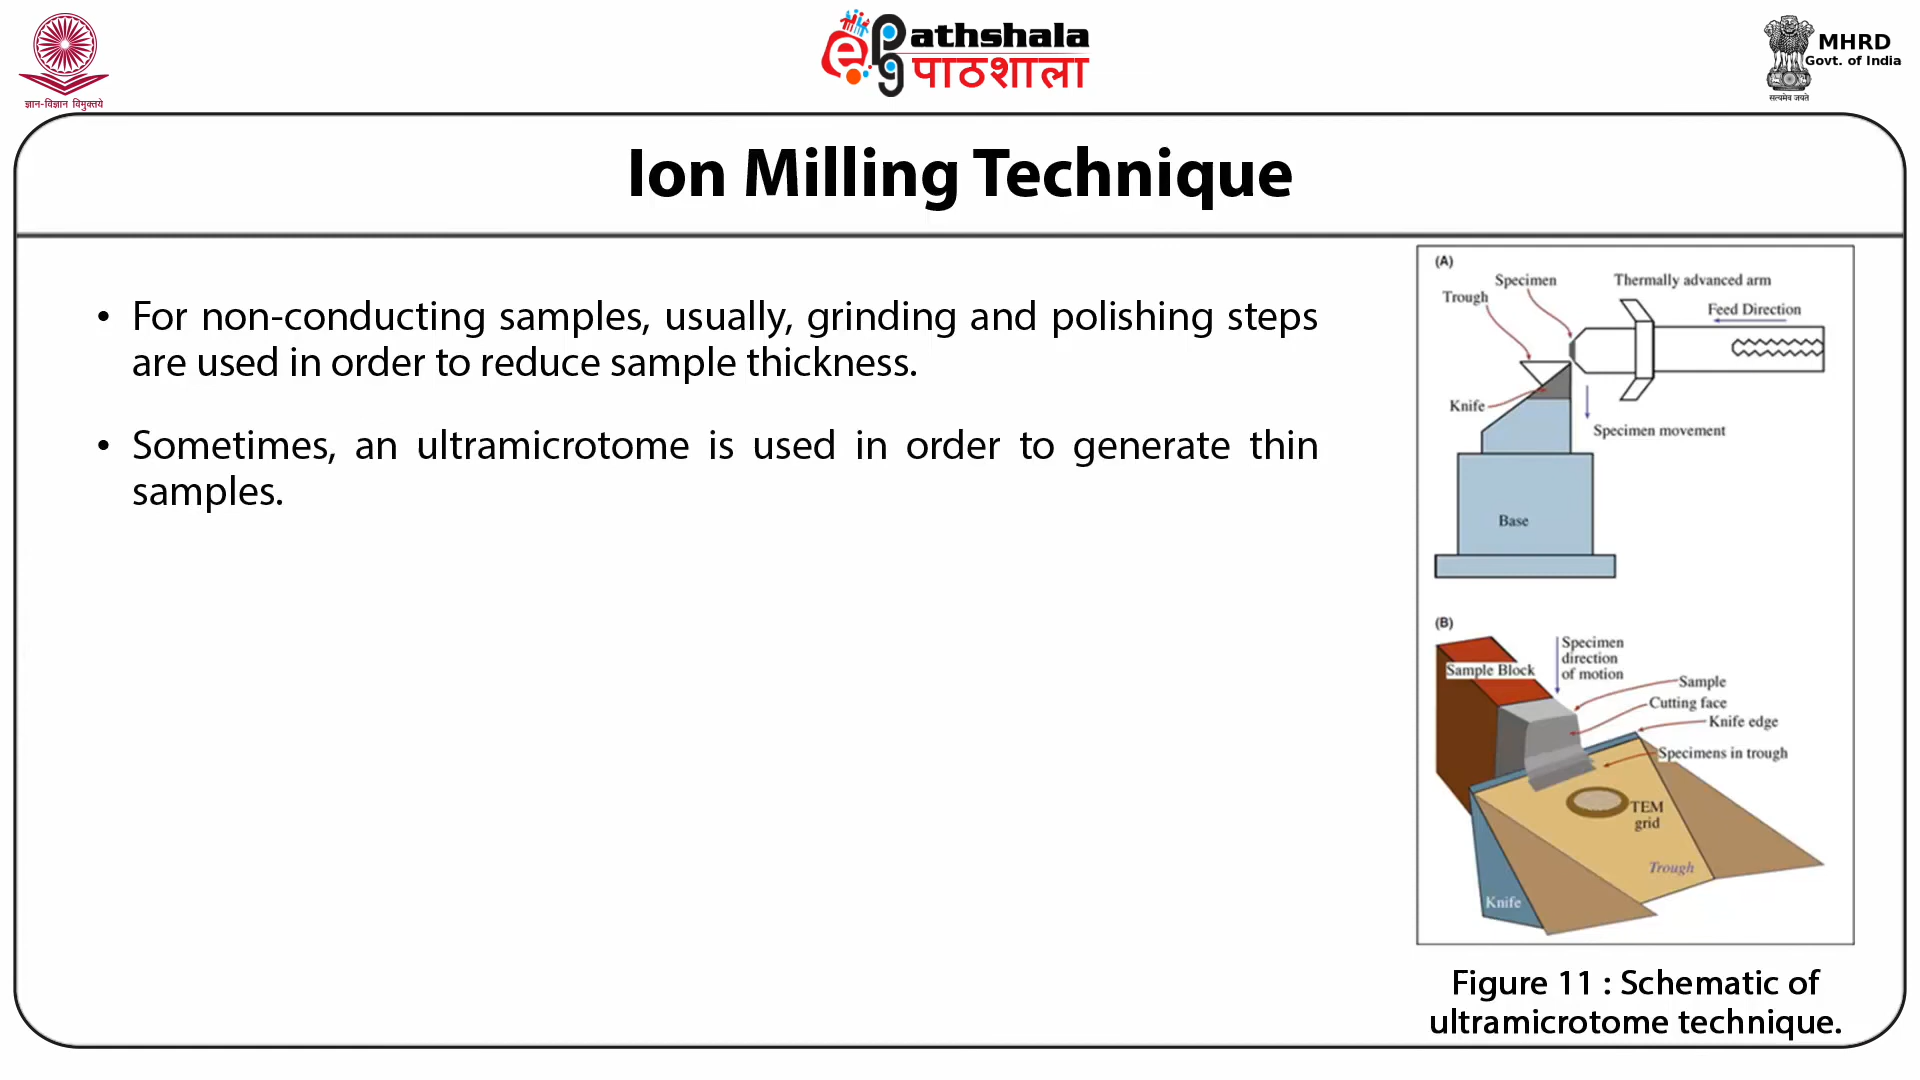 ज्ञान-विज्ञान विमुक्तये
e Pathshala
पाठशाला
MHRD
Govt. of India
सत्यमेव जयते
Ion Milling Technique
• For non-conducting samples, usually, grinding and polishing steps
are used in order to reduce sample thickness.
• Sometimes, an ultramicrotome is used in order to generate thin
samples.
(A)
Specimen
Thermally advanced arm
Trough
Feed Direction
Knife
Specimen movement
Base
(B)
Specimen
direction
of motion
Sample Block
Sample
Cutting face
Knife edge
Specimens in trough
TEM
grid
Trough
Knife
Figure 11 : Schematic of
ultramicrotome technique.